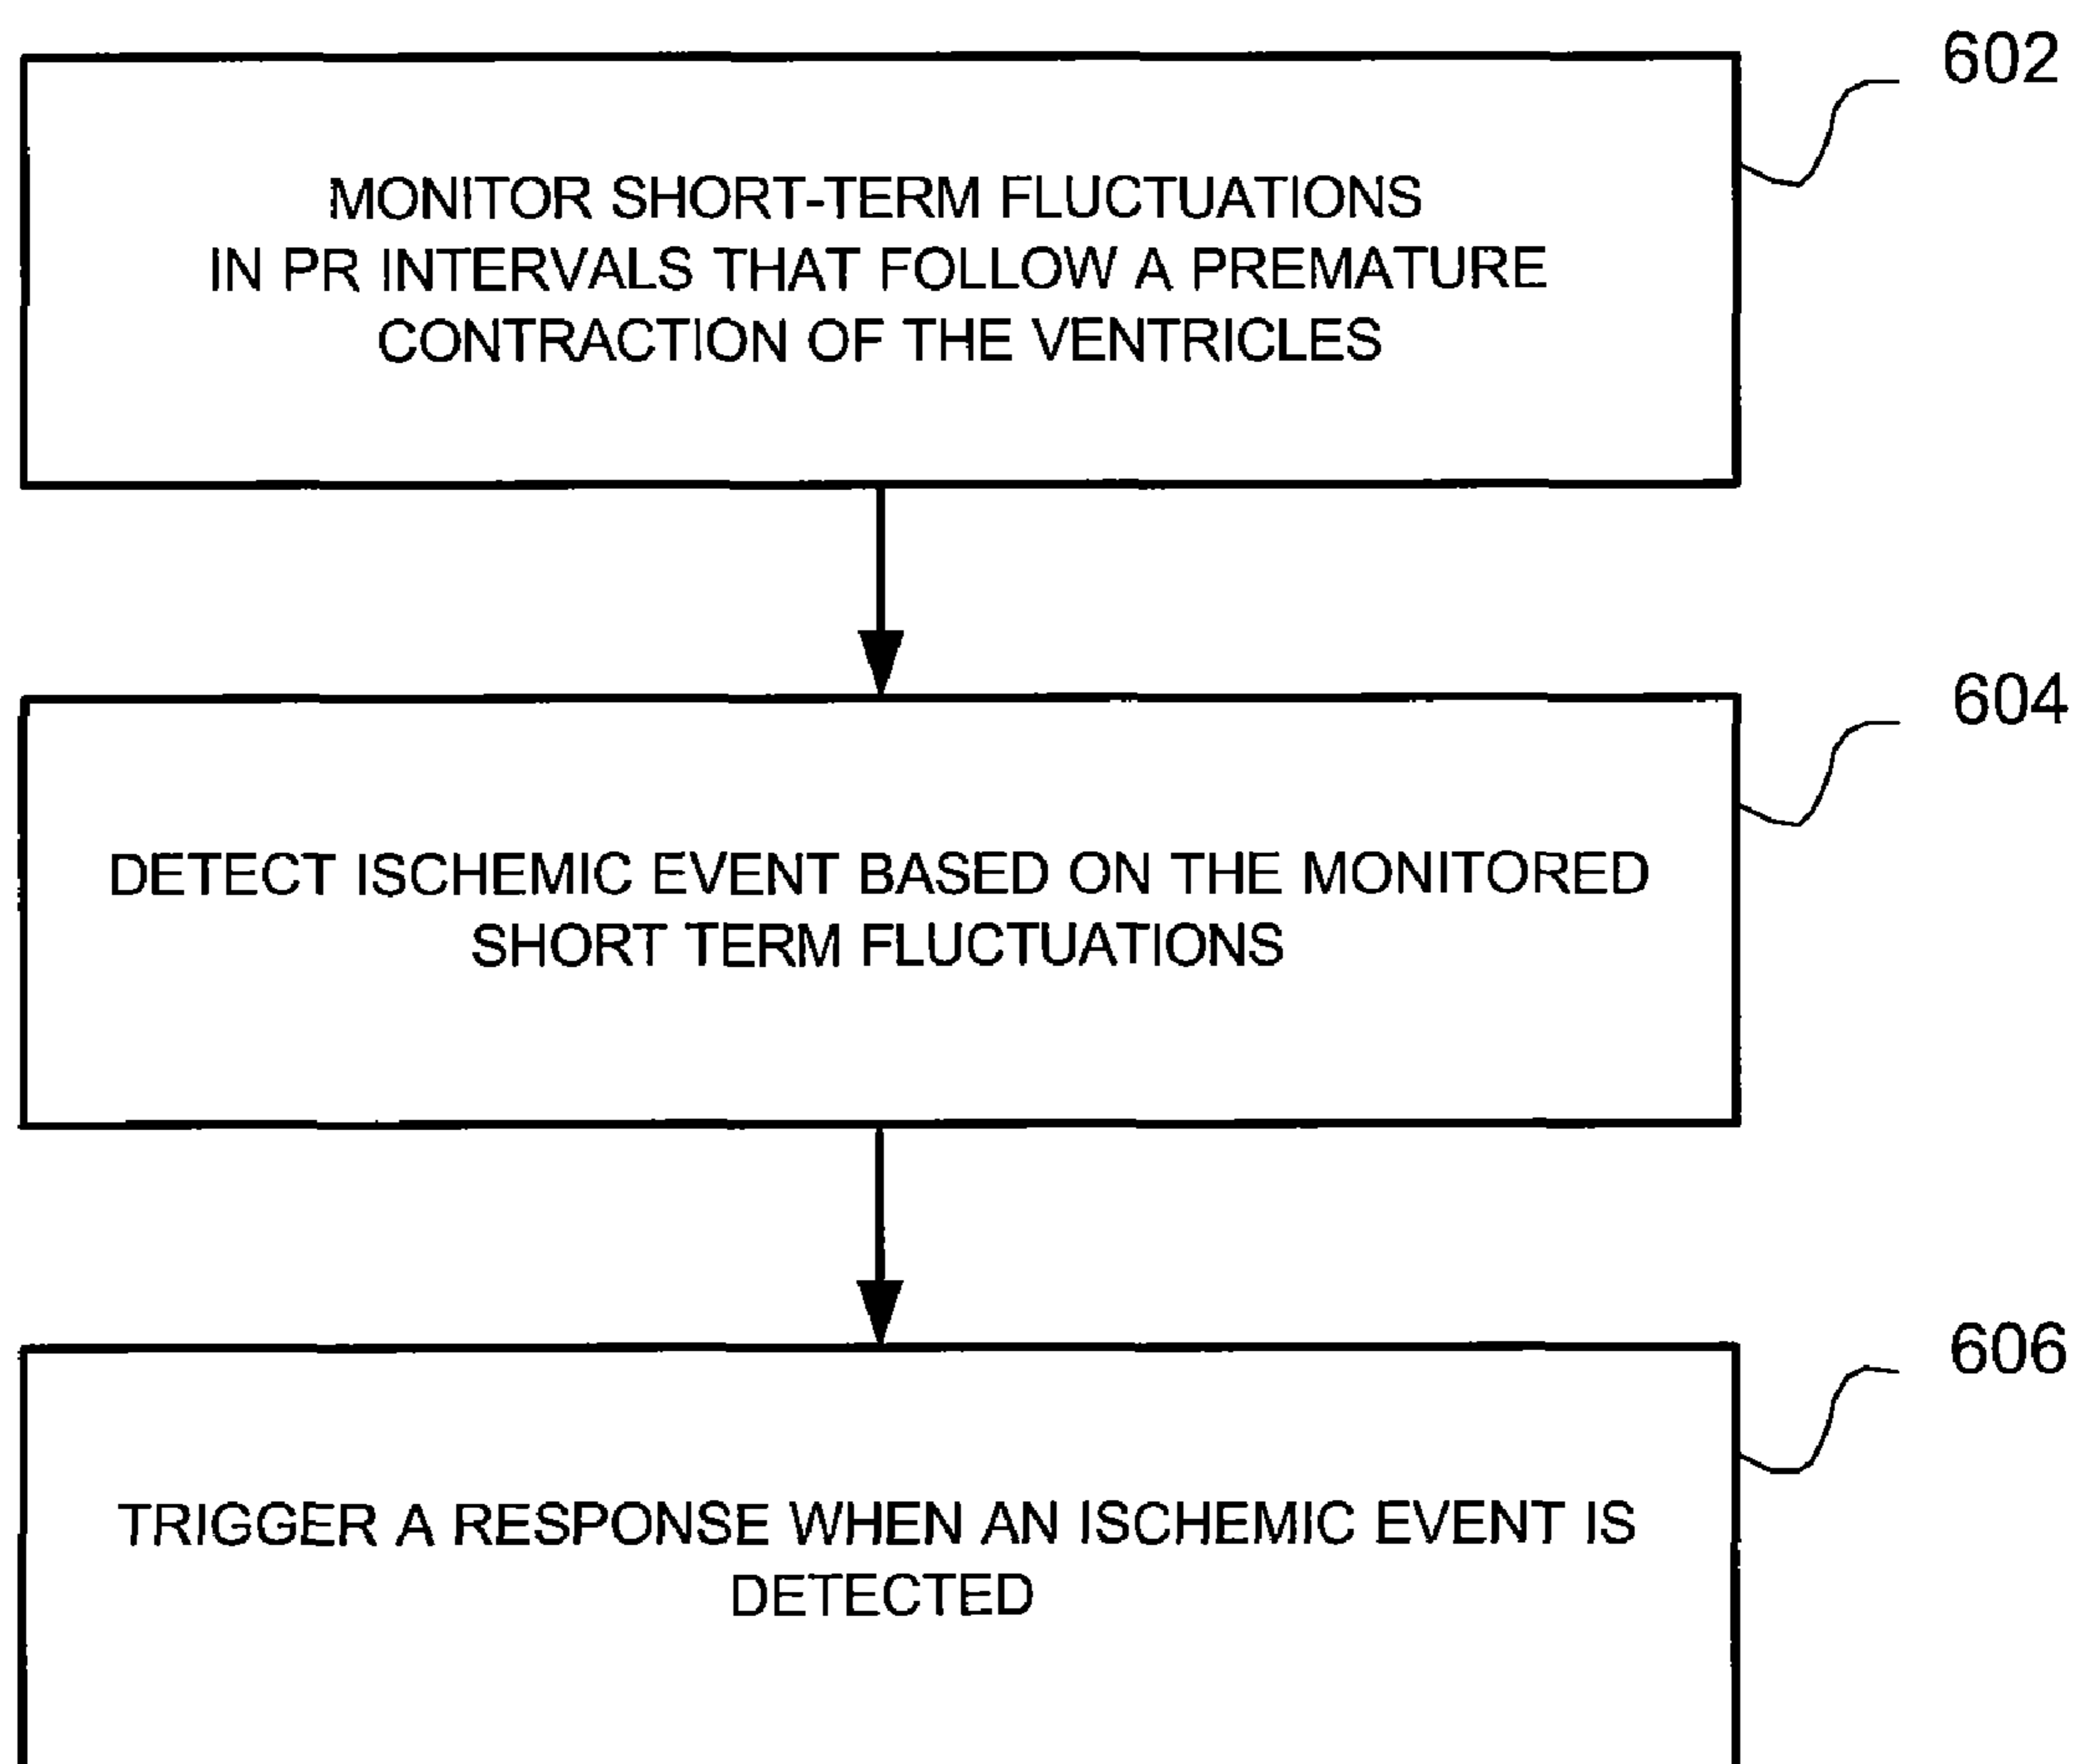 602
MONITOR SHORT-TERM FLUCTUATIONS
IN PR INTERVALS THAT FOLLOW A PREMATURE
CONTRACTION OF THE VENTRICLES
604
DETECT ISCHEMIC EVENT BASED ON THE MONITORED
SHORT TERM FLUCTUATIONS
606
TRIGGER A RESPONSE WHEN AN ISCHEMIC EVENT IS
DETECTED